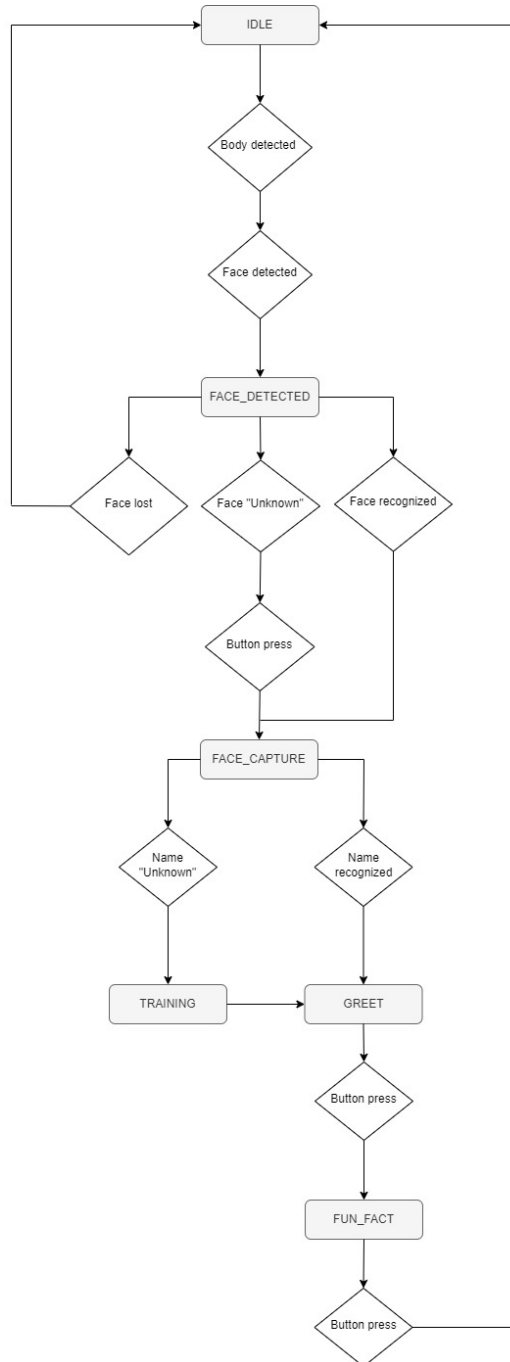 IDLE
Body detected
Face detected
FACE_DETECTED
Face lost
Face "Unknown"
Face recognized
Button press
FACE_CAPTURE
Name
"Unknown"
Name
recognized
TRAINING
GREET
Button press
FUN_FACT
Button press